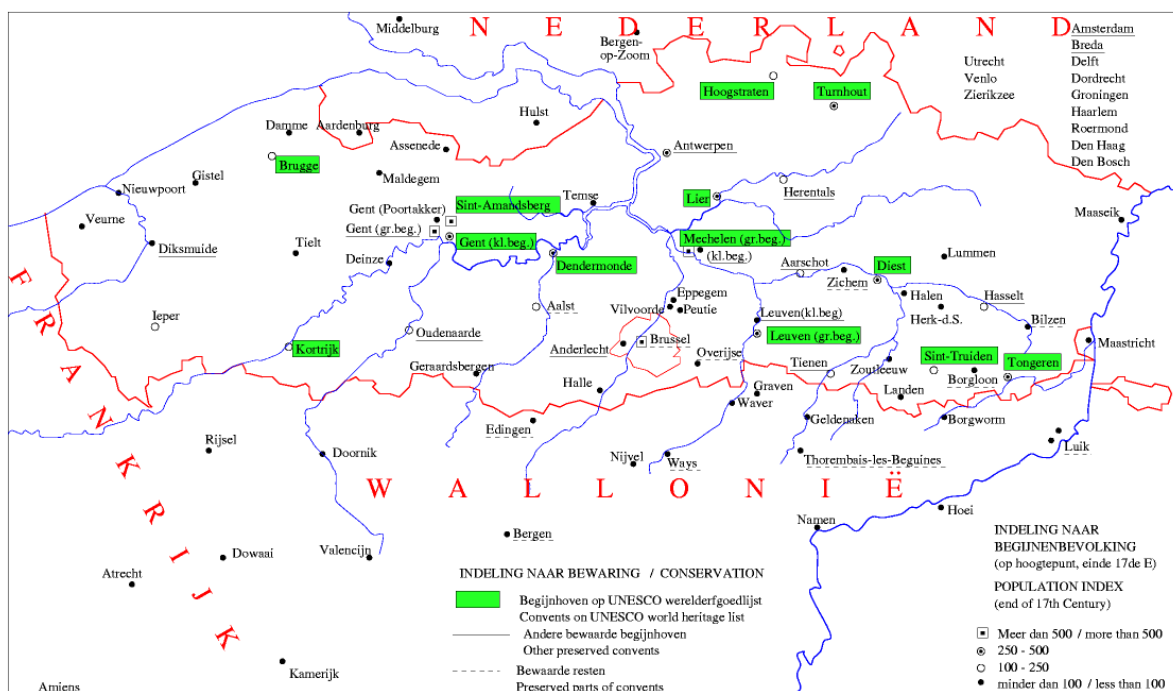 NEDERLAND
Middelburg
Bergen-
op-Zoom
Amsterdam
Breda
Utrecht
Delft
Venlo
Dordrecht
Zierikzee
Groningen
Haarlem
Roermond
Den Haag
Den Bosch
Hoogstraten
Turnhout
Hulst
Damme
Aardenburg
Assenede
Antwerpen
Brugge
Maldegem
Gistel
Nieuwpoort
Herentals
Lier
Temse
Sint-Amandsberg
Gent (Poortakker)
Gent (gr.beg.)
Gent (kl.beg.)
Maaseik
Veurne
Diksmuide
Tielt
Deinze
Mechelen (gr.beg.)
(kl.beg.)
Dendermonde
Aarschot
Zichem
Diest
Lummen
FRANKRIJK
Ieper
Kortrijk
Oudenaarde
Aalst
Eppegem
Vilvoorde
Peutie
Leuven(kl.beg)
Leuven (gr.beg.)
Halen
Herk-d.S.
Hasselt
Bilzen
Anderlecht
Brussel
Overijse
Maastricht
Geraardsbergen
Tienen
Zoutleeuw
Sint-Truiden
Borgloon
Tongeren
Halle
Graven
Waver
Landen
Edingen
Geldenaken
Borgworm
Rijsel
Doornik
Nijvel
Ways
Thorembais-les-Beguines
Luik
WALLONIË
Bergen
Namen
Hoei
Dowaai
Valencijn
Atrecht
Kamerijk
Amiens
INDELING NAAR BEWARING / CONSERVATION
Begijnhoven op UNESCO werelderfgoedlijst
Convents on UNESCO world heritage list
Andere bewaarde begijnhoven
Other preserved convents
Bewaarde resten
Preserved parts of convents
INDELING NAAR
BEGIJNENBEVOLKING
(op hoogtepunt, einde 17de E)
POPULATION INDEX
(end of 17th Century)
Meer dan 500 / more than 500
250 - 500
100 - 250
minder dan 100 / less than 100